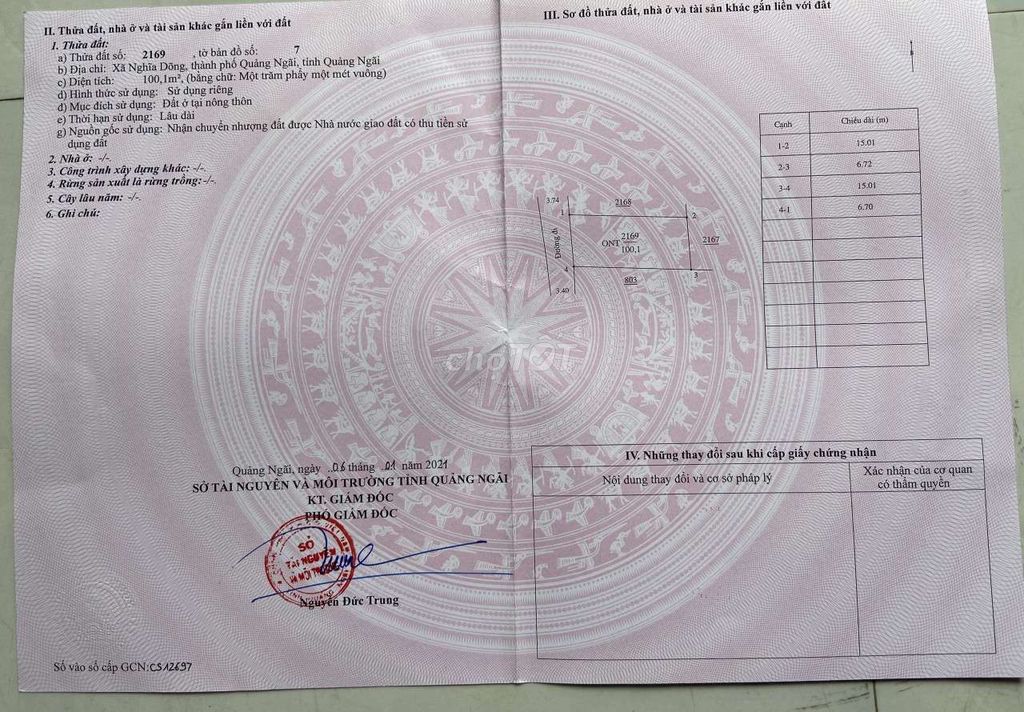 II. Thửa đất, nhà ở và tài sản khác gắn liền với đất
1. Thửa đất:
a) Thửa đất số: 2169 , tờ bản đồ số: 7
b) Địa chỉ: Xã Nghĩa Dõng, thành phố Quảng Ngãi, tỉnh Quảng Ngãi
c) Diện tích: 100,1m², (bằng chữ: Một trăm phẩy một mét vuông)
d) Hình thức sử dụng: Sử dụng riêng
đ) Mục đích sử dụng: Đất ở tại nông thôn
e) Thời hạn sử dụng: Lâu dài
g) Nguồn gốc sử dụng: Nhận chuyển nhượng đất được Nhà nước giao đất có thu tiền sử
dụng đất
2. Nhà ở: -/-.
3. Công trình xây dựng khác: -/-.
4. Rừng sản xuất là rừng trồng: -/-.
5. Cây lâu năm: -/-.
6. Ghi chú:
Quảng Ngãi, ngày 06 tháng 01 năm 2021
SỞ TÀI NGUYÊN VÀ MÔI TRƯỜNG TỈNH QUẢNG NGÃI
KT. GIÁM ĐỐC
PHÓ GIÁM ĐỐC
SỞ
TÀI NGUYÊN
VÀ MÔI TRƯỜNG
Nguyễn Đức Trung
Số vào sổ cấp GCN: CS12697
III. Sơ đồ thửa đất, nhà ở và tài sản khác gắn liền với đất
3.74
1
2168
2
Đường đi
ONT 2169
100.1
2167
4
803
3
3.40
Cạnh Chiều dài (m)
1-2 15.01
2-3 6.72
3-4 15.01
4-1 6.70
chợTỐT
IV. Những thay đổi sau khi cấp giấy chứng nhận
Nội dung thay đổi và cơ sở pháp lý Xác nhận của cơ quan
có thẩm quyền